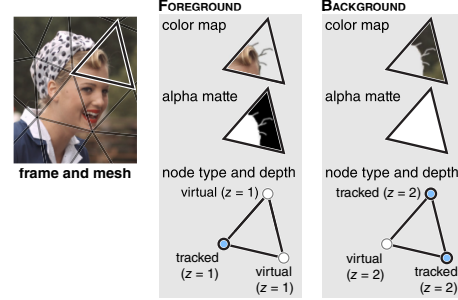 FOREGROUND
color map
alpha matte
node type and depth
virtual (z = 1)
tracked
(z = 1)
virtual
(z = 1)
BACKGROUND
color map
alpha matte
node type and depth
tracked (z = 2)
virtual
(z = 2)
tracked
(z = 2)
frame and mesh